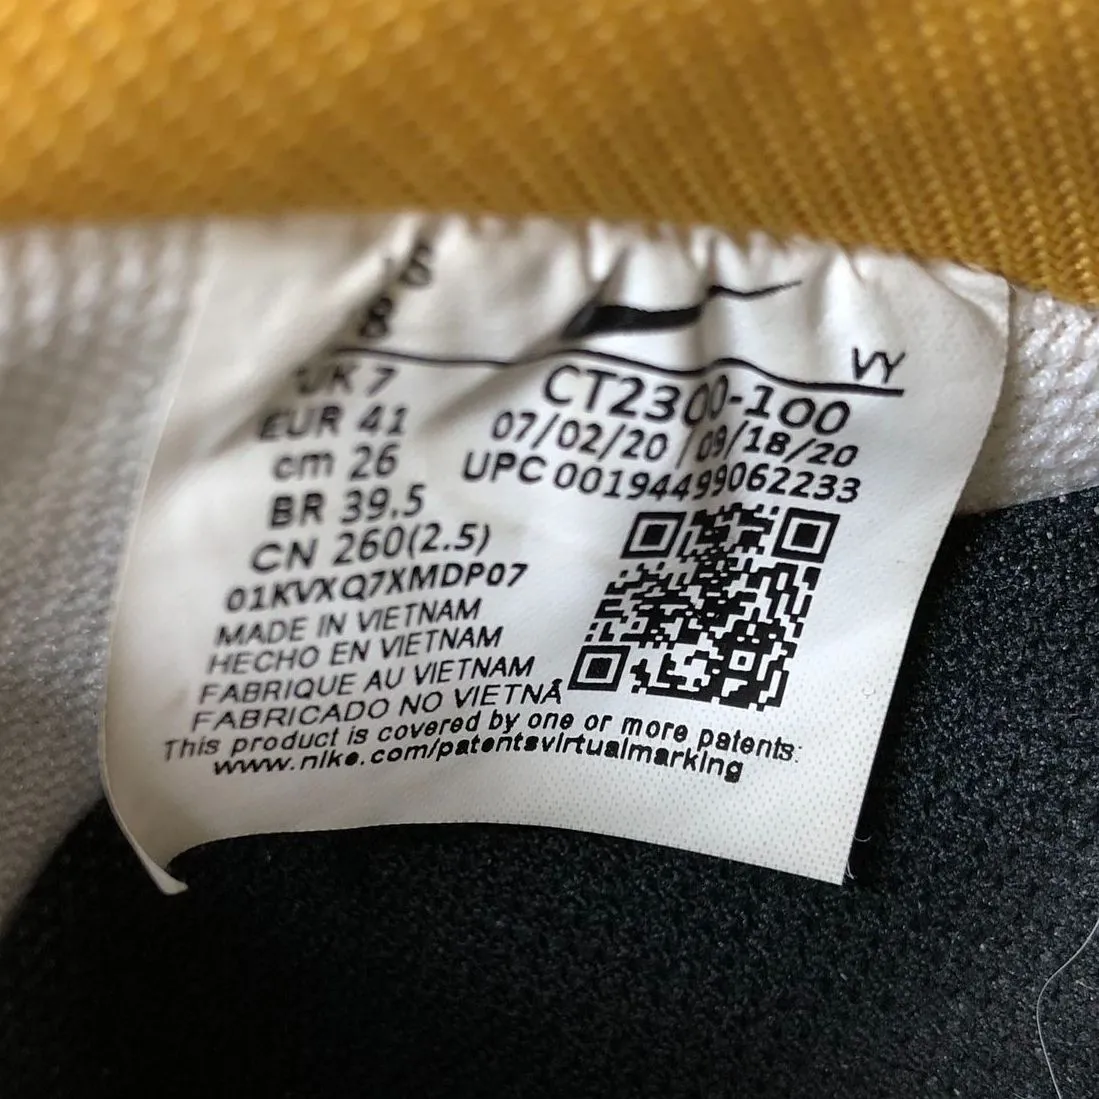 US
8
UK 7
EUR 41
cm 26
BR 39.5
CN 260(2.5)
01KVXQ7XMDP07
MADE IN VIETNAM
HECHO EN VIETNAM
FABRIQUE AU VIETNAM
FABRICADO NO VIETNÃ
VY
CT2300-100
07/02/20 / 09/18/20
UPC 00194499062233
This product is covered by one or more patents:
www.nike.com/patentsvirtualmarking